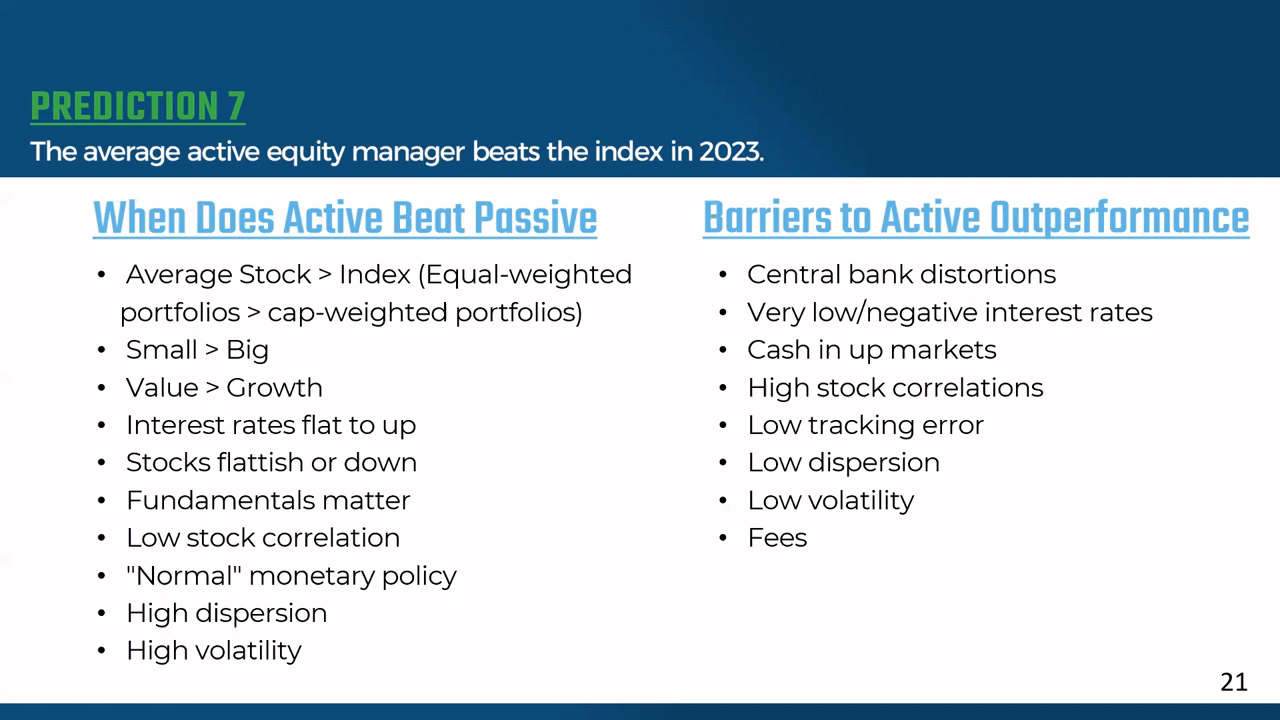 PREDICTION 7
The average active equity manager beats the index in 2023.
When Does Active Beat Passive
• Average Stock > Index (Equal-weighted
portfolios > cap-weighted portfolios)
• Small > Big
• Value > Growth
• Interest rates flat to up
• Stocks flattish or down
• Fundamentals matter
• Low stock correlation
• "Normal" monetary policy
• High dispersion
• High volatility
Barriers to Active Outperformance
• Central bank distortions
• Very low/negative interest rates
• Cash in up markets
• High stock correlations
• Low tracking error
• Low dispersion
• Low volatility
• Fees
21